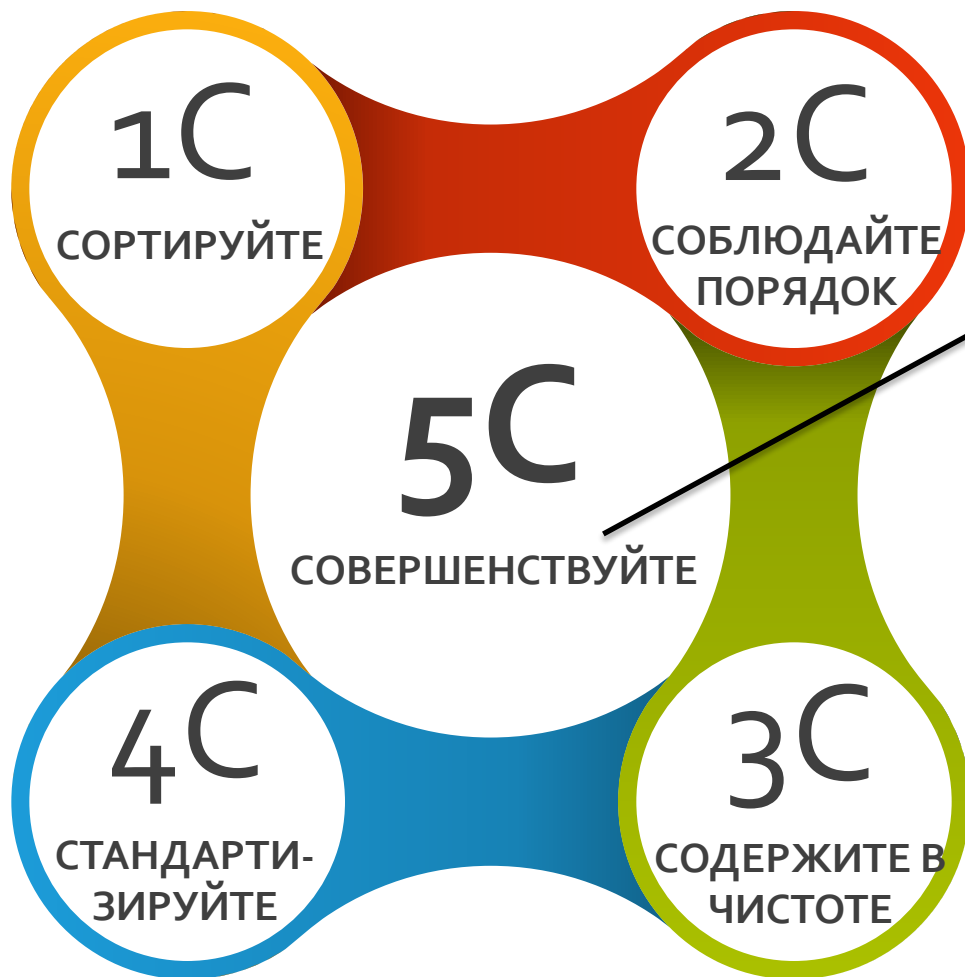 1С
СОРТИРУЙТЕ
2С
СОБЛЮДАЙТЕ
ПОРЯДОК
5С
СОВЕРШЕНСТВУЙТЕ
4С
СТАНДАРТИ-
ЗИРУЙТЕ
3С
СОДЕРЖИТЕ В
ЧИСТОТЕ